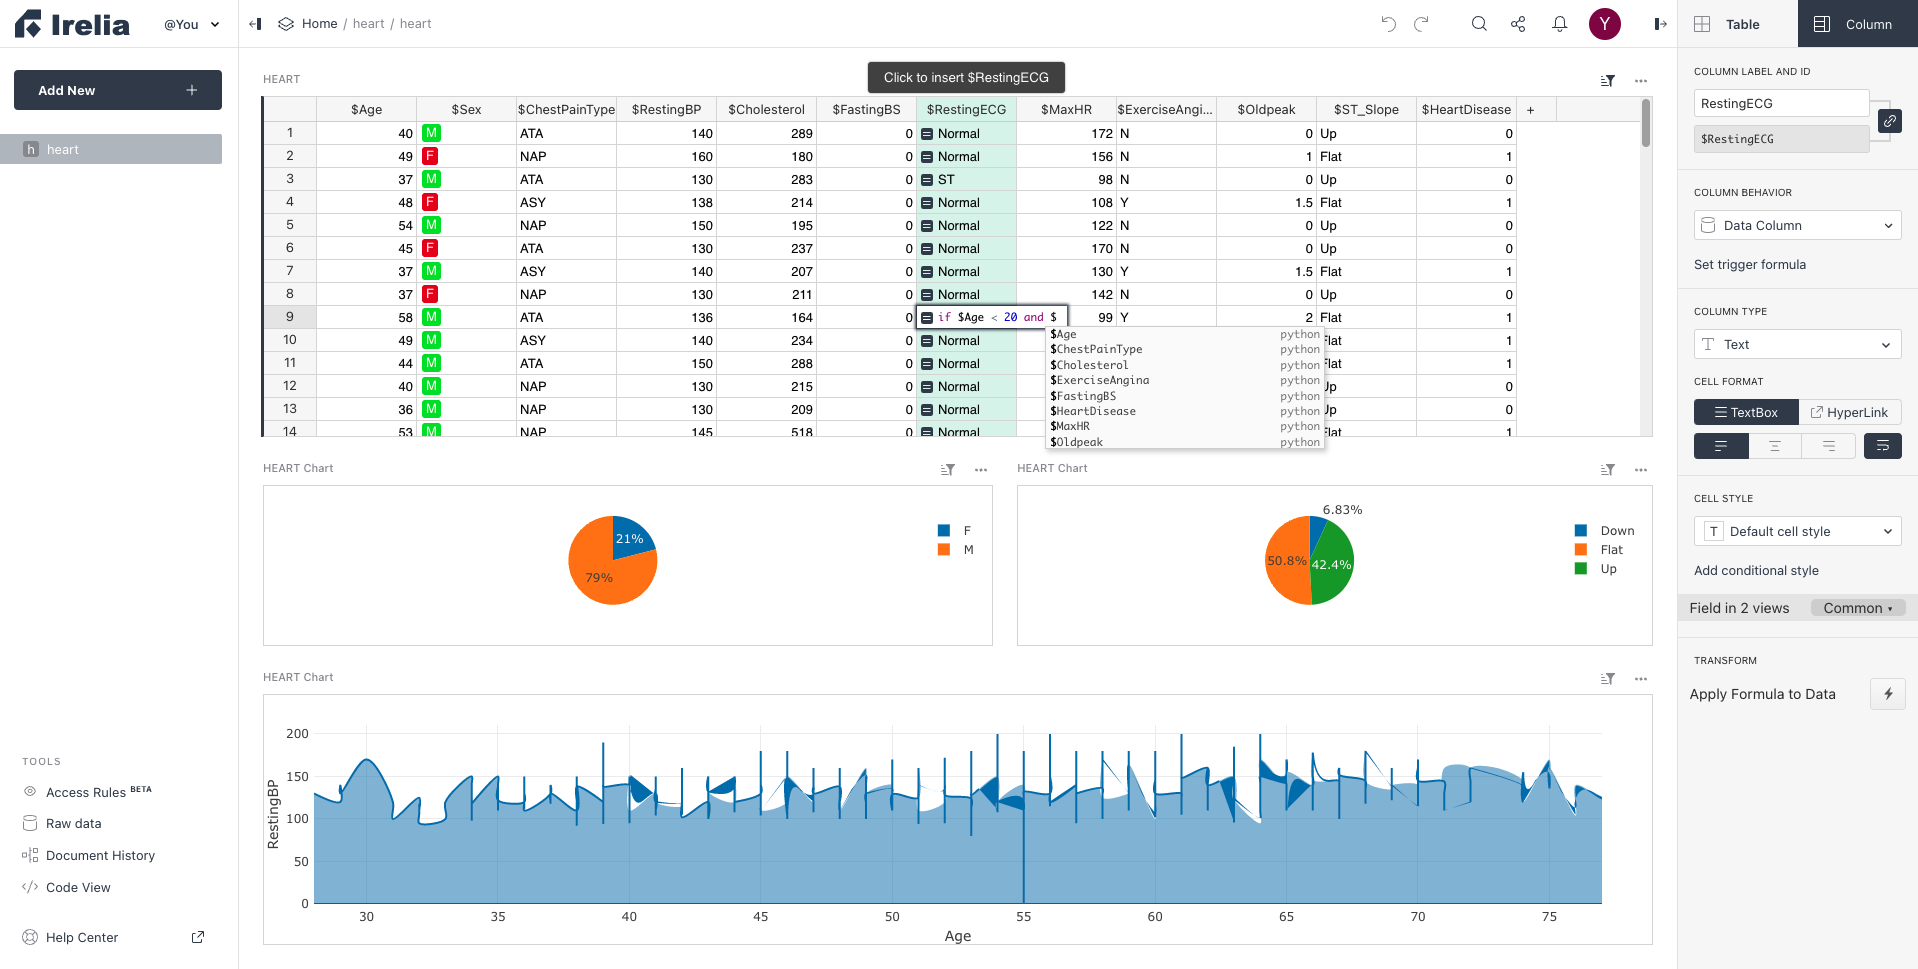 Irelia
@You
Home / heart / heart
Y
Table
Column
Add New +
h heart
TOOLS
Access Rules BETA
Raw data
Document History
Code View
Help Center
HEART
Click to insert $RestingECG
$Age $Sex $ChestPainType $RestingBP $Cholesterol $FastingBS $RestingECG $MaxHR $ExerciseAngi... $Oldpeak $ST_Slope $HeartDisease +
1 40 M ATA 140 289 0 = Normal 172 N 0 Up 0
2 49 F NAP 160 180 0 = Normal 156 N 1 Flat 1
3 37 M ATA 130 283 0 = ST 98 N 0 Up 0
4 48 F ASY 138 214 0 = Normal 108 Y 1.5 Flat 1
5 54 M NAP 150 195 0 = Normal 122 N 0 Up 0
6 45 F ATA 130 237 0 = Normal 170 N 0 Up 0
7 37 M ASY 140 207 0 = Normal 130 Y 1.5 Flat 1
8 37 F NAP 130 211 0 = Normal 142 N 0 Up 0
9 58 M ATA 136 164 0 = if $Age < 20 and $ 99 Y 2 Flat 1
10 49 M ASY 140 234 0 = Normal Flat 1
11 44 M ATA 150 288 0 = Normal Flat 1
12 40 M NAP 130 215 0 = Normal Up 0
13 36 M NAP 130 209 0 = Normal Up 0
14 53 M NAP 145 518 0 = Normal Flat 1
$Age python
$ChestPainType python
$Cholesterol python
$ExerciseAngina python
$FastingBS python
$HeartDisease python
$MaxHR python
$Oldpeak python
HEART Chart
21%
79%
F
M
HEART Chart
6.83%
50.8%
42.4%
Down
Flat
Up
HEART Chart
RestingBP
200
150
100
50
0
30 35 40 45 50 55 60 65 70 75
Age
COLUMN LABEL AND ID
RestingECG
$RestingECG
COLUMN BEHAVIOR
Data Column
Set trigger formula
COLUMN TYPE
Text
CELL FORMAT
TextBox
HyperLink
CELL STYLE
T Default cell style
Add conditional style
Field in 2 views Common
TRANSFORM
Apply Formula to Data